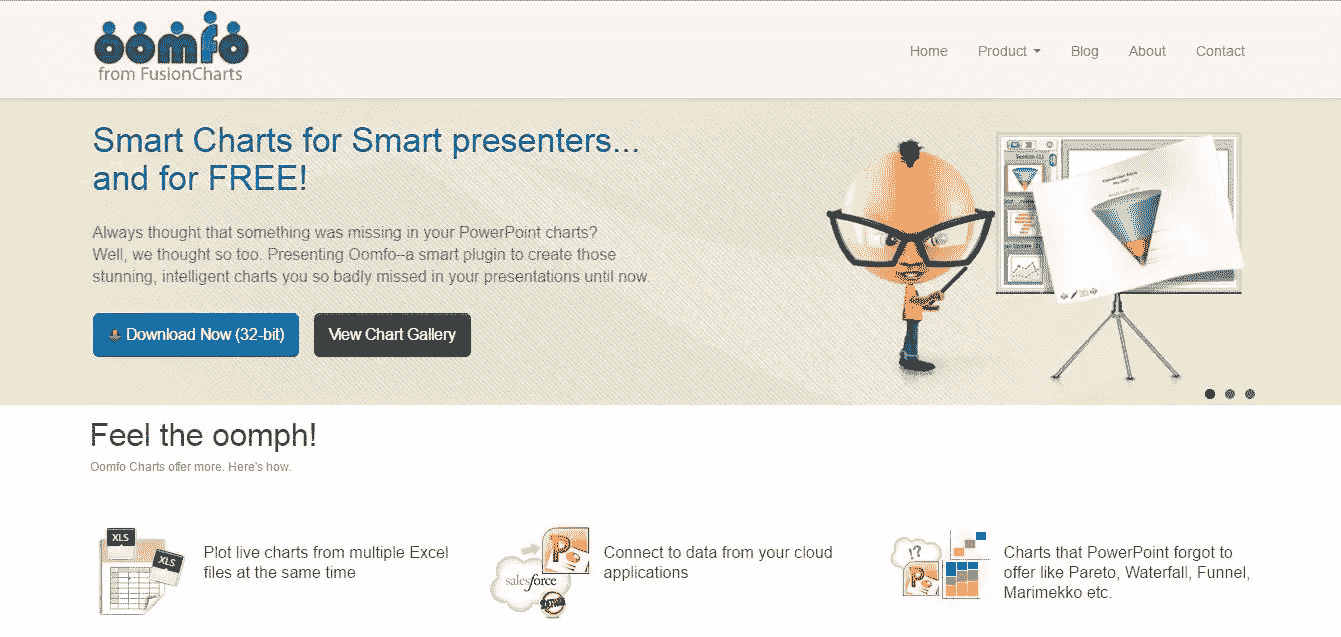 oomfo
from FusionCharts
Home Product Blog About Contact
Smart Charts for Smart presenters...
and for FREE!
Always thought that something was missing in your PowerPoint charts?
Well, we thought so too. Presenting Oomfo--a smart plugin to create those
stunning, intelligent charts you so badly missed in your presentations until now.
Download Now (32-bit)
View Chart Gallery
Feel the oomph!
Oomfo Charts offer more. Here's how.
XLS
XLS
Plot live charts from multiple Excel
files at the same time
P
salesforce
Connect to data from your cloud
applications
!?
P
Charts that PowerPoint forgot to
offer like Pareto, Waterfall, Funnel,
Marimekko etc.